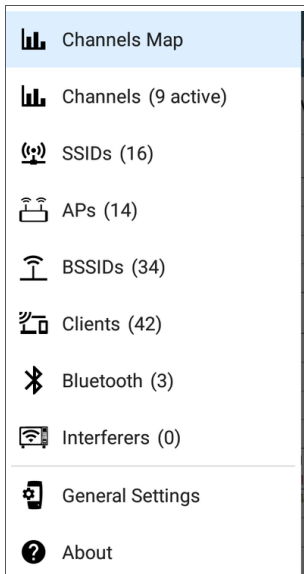 Channels Map
Channels (9 active)
SSIDs (16)
APs (14)
BSSIDs (34)
Clients (42)
Bluetooth (3)
Interferers (0)
General Settings
About